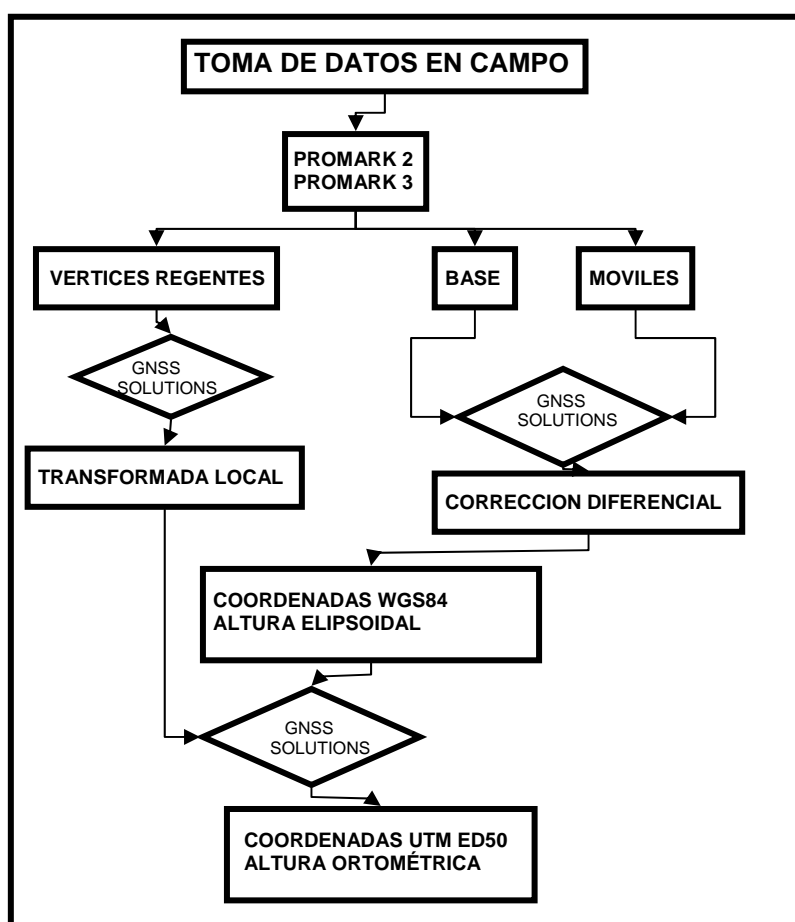 TOMA DE DATOS EN CAMPO
PROMARK 2
PROMARK 3
VERTICES REGENTES
BASE
MOVILES
GNSS
SOLUTIONS
GNSS
SOLUTIONS
TRANSFORMADA LOCAL
CORRECCION DIFERENCIAL
COORDENADAS WGS84
ALTURA ELIPSOIDAL
GNSS
SOLUTIONS
COORDENADAS UTM ED50
ALTURA ORTOMÉTRICA